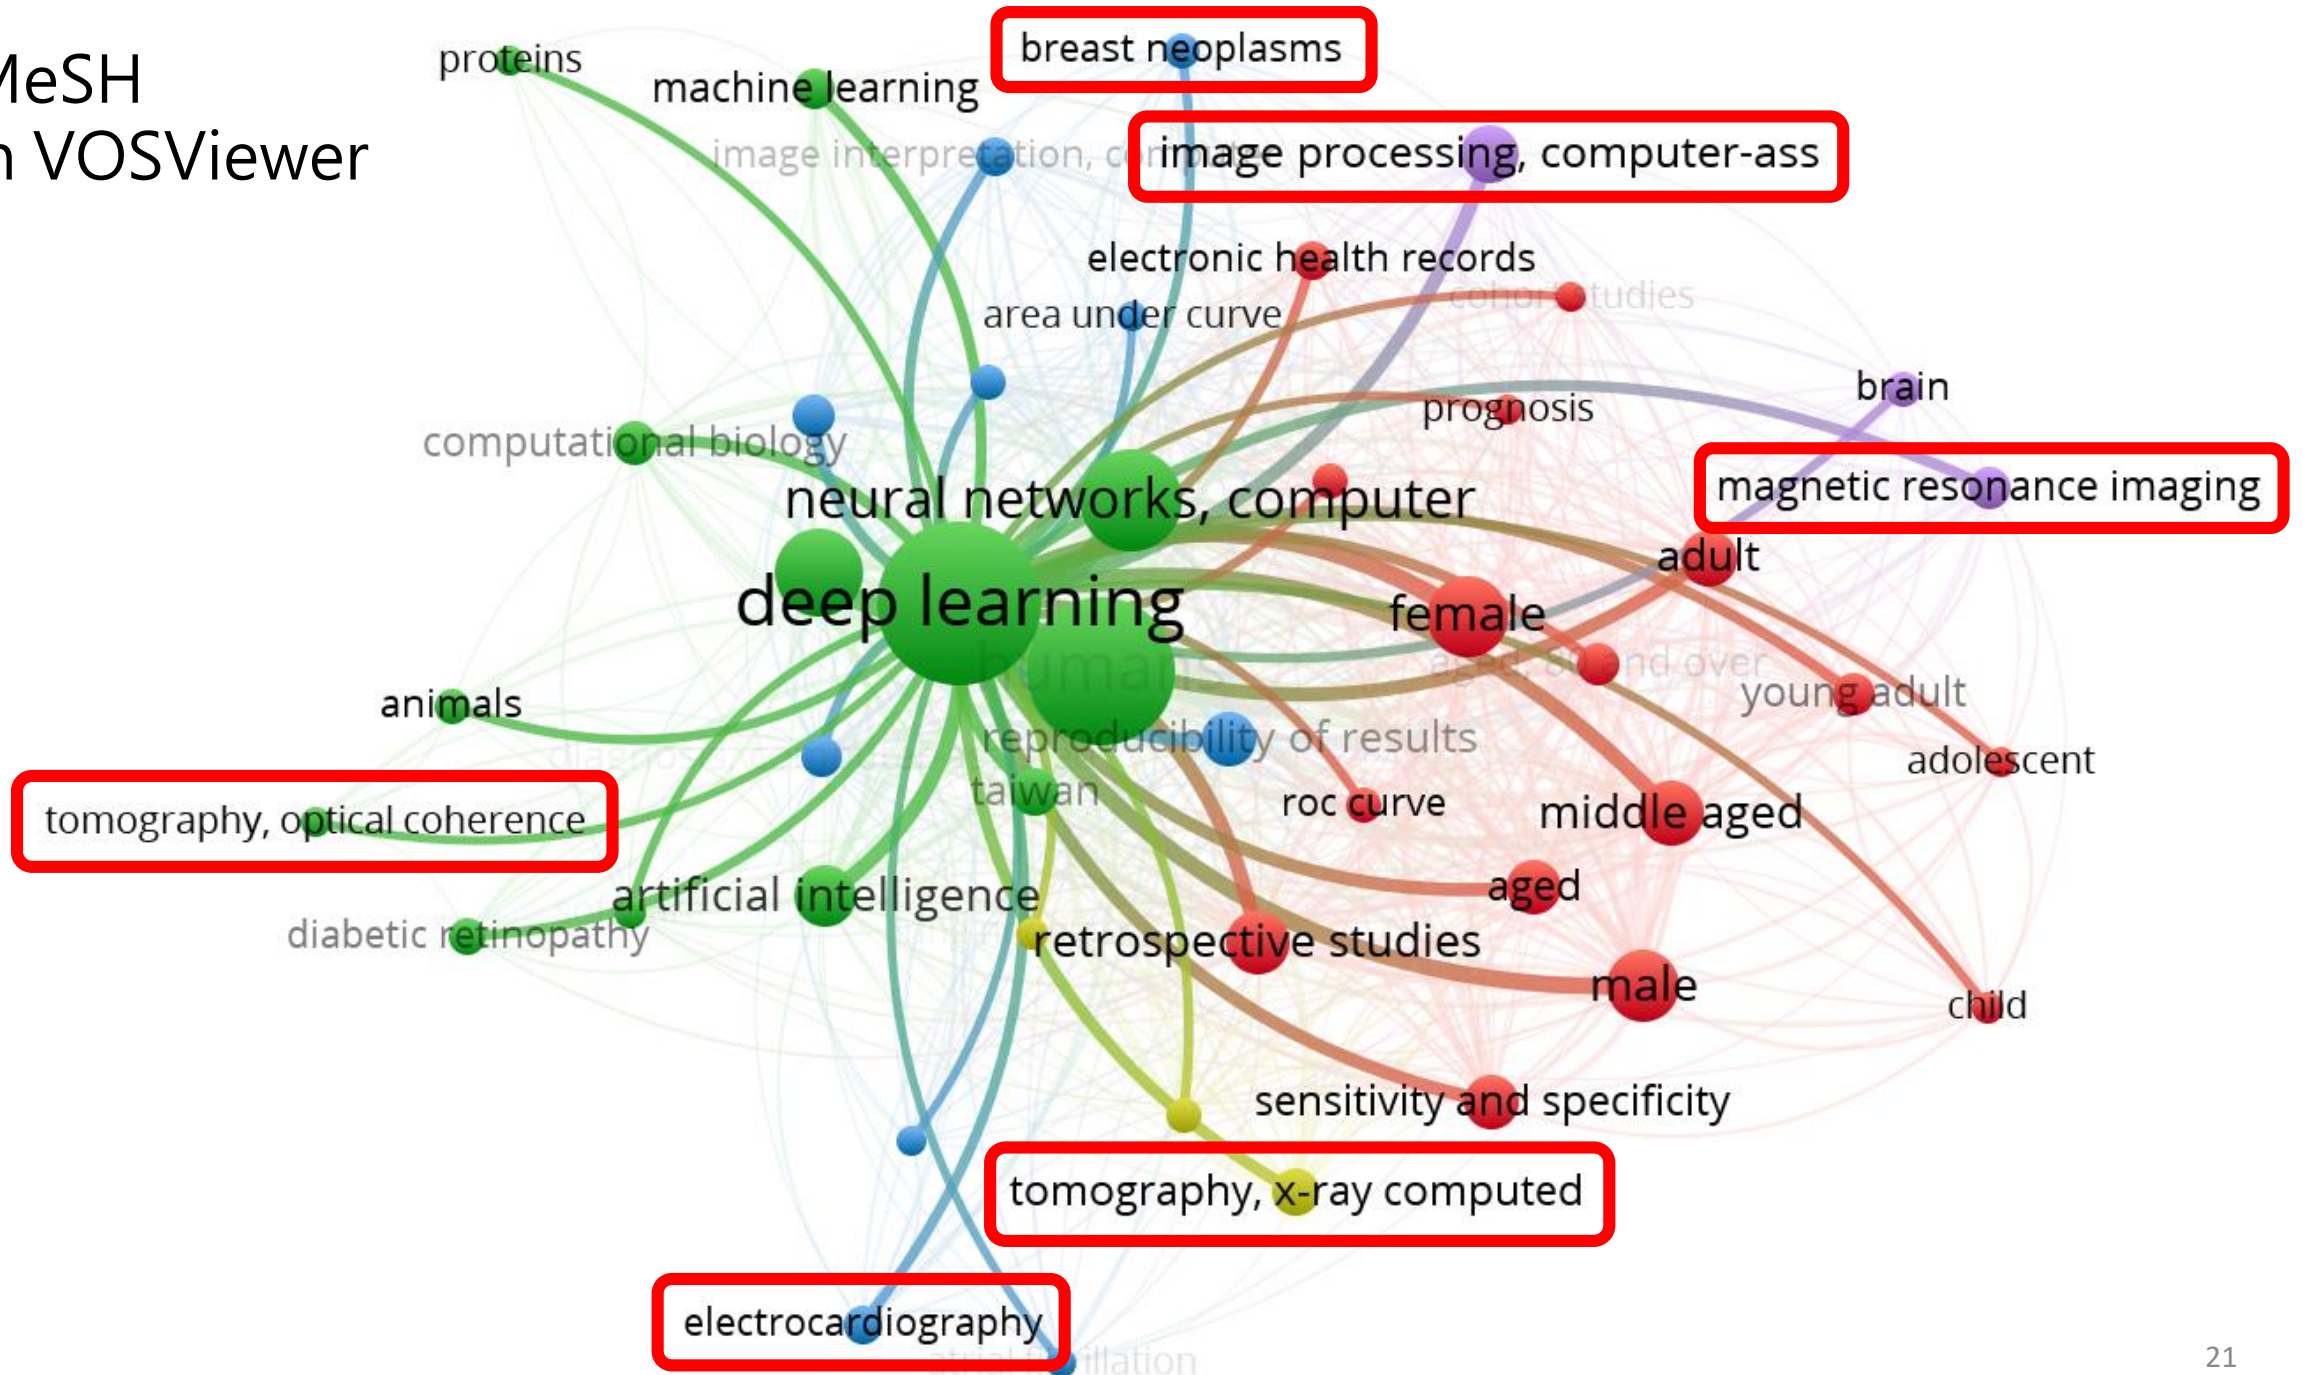 MeSH
n VOSViewer
proteins
machine learning
breast neoplasms
image interpretation,
image processing, computer-ass
electronic health records
cohort studies
area under curve
brain
prognosis
computational biology
magnetic resonance imaging
neural networks, computer
adult
deep learning
female
humans
aged, 80 and over
young adult
animals
reproducibility of results
adolescent
taiwan
roc curve
middle aged
tomography, optical coherence
aged
artificial intelligence
diabetic retinopathy
retrospective studies
male
child
sensitivity and specificity
tomography, x-ray computed
electrocardiography
atrial fibrillation
21